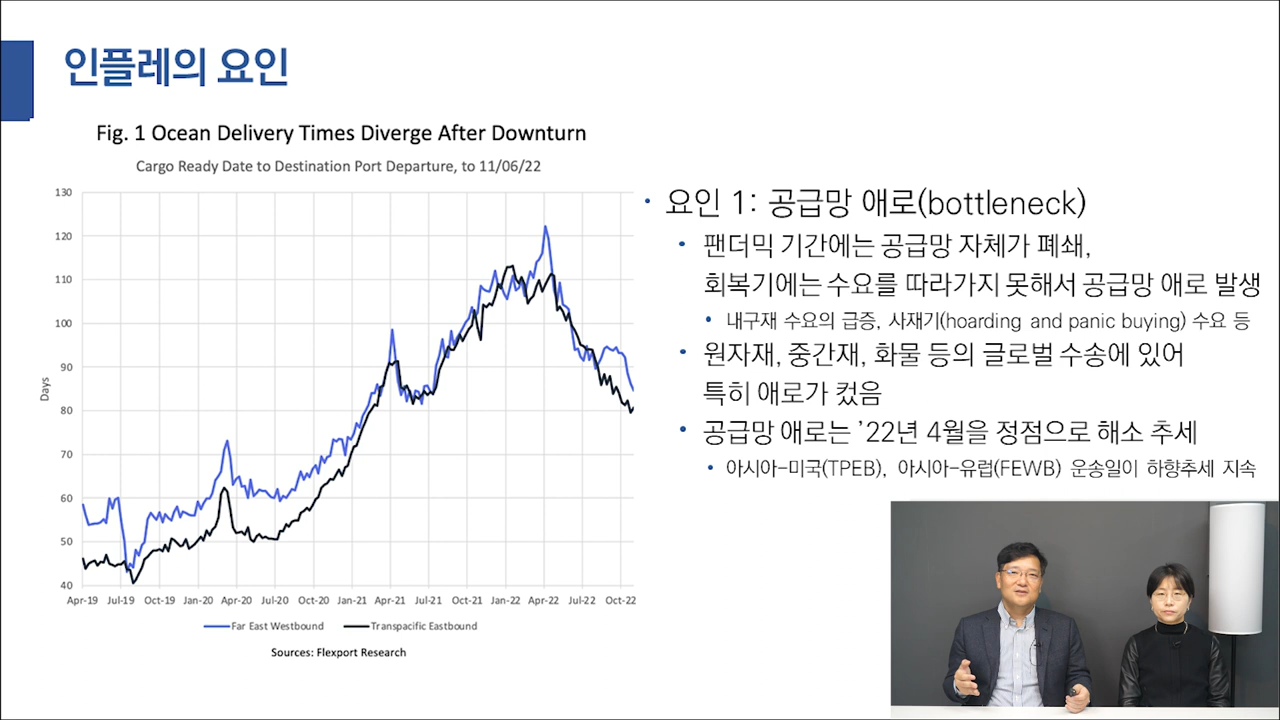 인플레의 요인
Fig. 1 Ocean Delivery Times Diverge After Downturn
Cargo Ready Date to Destination Port Departure, to 11/06/22
130
120
110
100
90
80
70
60
50
40
Days
Apr-19 Jul-19 Oct-19 Jan-20 Apr-20 Jul-20 Oct-20 Jan-21 Apr-21 Jul-21 Oct-21 Jan-22 Apr-22 Jul-22 Oct-22
Far East Westbound Transpacific Eastbound
Sources: Flexport Research
• 요인 1: 공급망 애로(bottleneck)
• 팬더믹 기간에는 공급망 자체가 폐쇄,
회복기에는 수요를 따라가지 못해서 공급망 애로 발생
• 내구재 수요의 급증, 사재기(hoarding and panic buying) 수요 등
• 원자재, 중간재, 화물 등의 글로벌 수송에 있어
특히 애로가 컸음
• 공급망 애로는 ’22년 4월을 정점으로 해소 추세
• 아시아-미국(TPEB), 아시아-유럽(FEWB) 운송일이 하향추세 지속